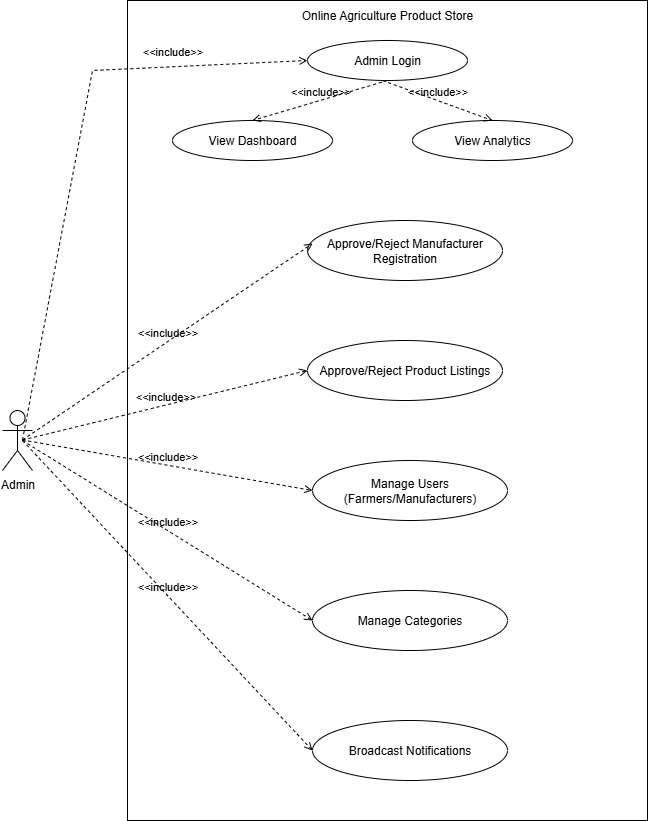 Online Agriculture Product Store
<<include>>
Admin Login
<<include>>
<<include>>
View Dashboard
View Analytics
Approve/Reject Manufacturer
Registration
<<include>>
Approve/Reject Product Listings
<<include>>
<<include>>
Manage Users
(Farmers/Manufacturers)
Admin
<<include>>
<<include>>
Manage Categories
Broadcast Notifications